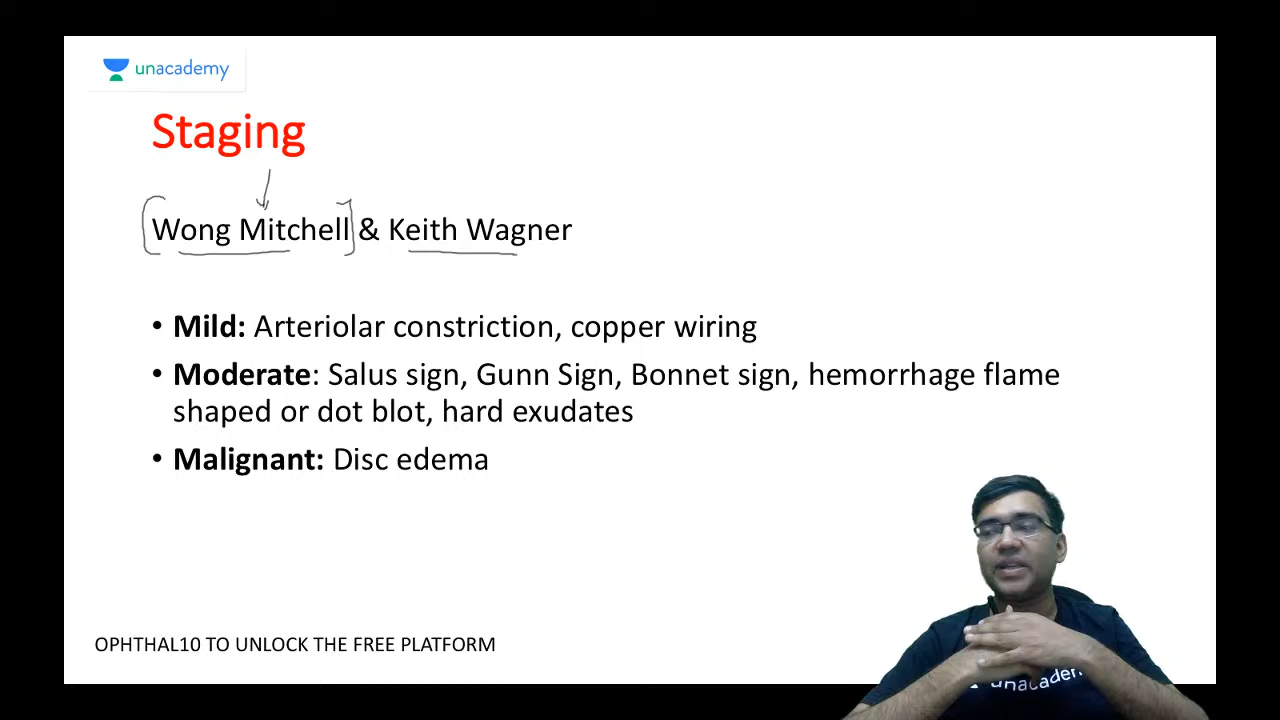 unacademy
Staging
Wong Mitchell & Keith Wagner
• Mild: Arteriolar constriction, copper wiring
• Moderate: Salus sign, Gunn Sign, Bonnet sign, hemorrhage flame
shaped or dot blot, hard exudates
• Malignant: Disc edema
OPHTHAL10 TO UNLOCK THE FREE PLATFORM
unacadem